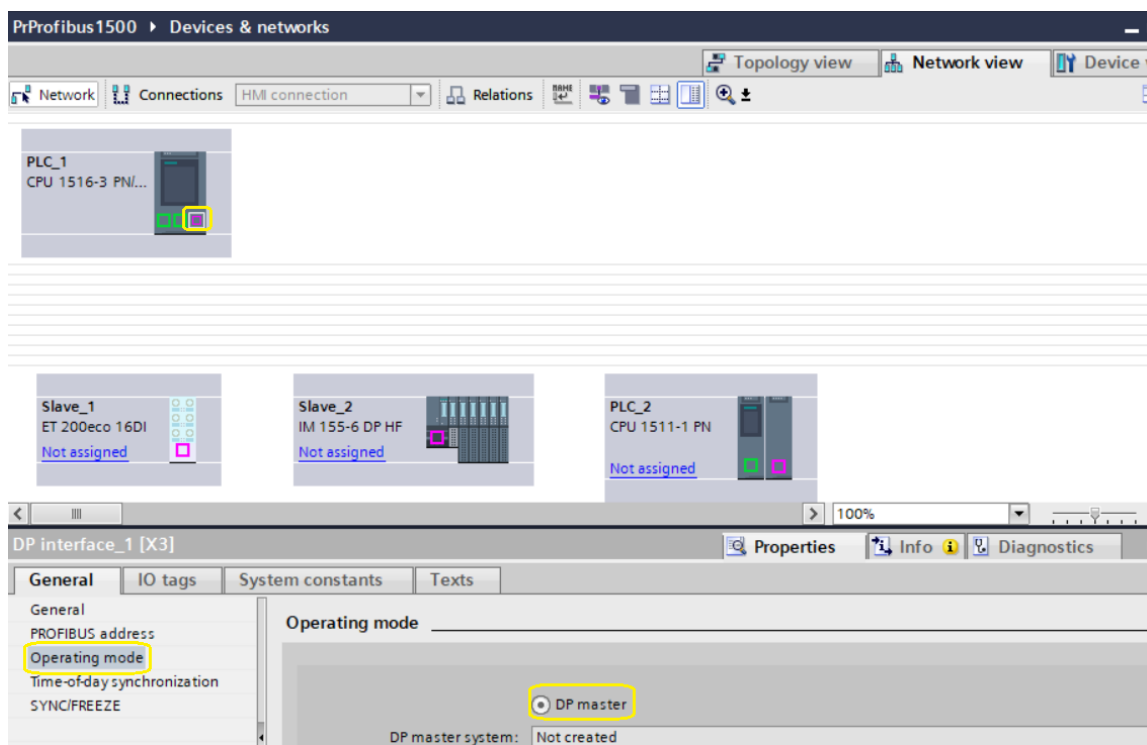 PrProfibus1500 ▸ Devices & networks
Topology view Network view Device
Network Connections HMI connection Relations
PLC_1
CPU 1516-3 PN/...
Slave_1
ET 200eco 16DI
Not assigned
Slave_2
IM 155-6 DP HF
Not assigned
PLC_2
CPU 1511-1 PN
Not assigned
100%
DP interface_1 [X3]
Properties Info Diagnostics
General IO tags System constants Texts
General
PROFIBUS address
Operating mode
Time-of-day synchronization
SYNC/FREEZE
Operating mode
DP master
DP master system: Not created